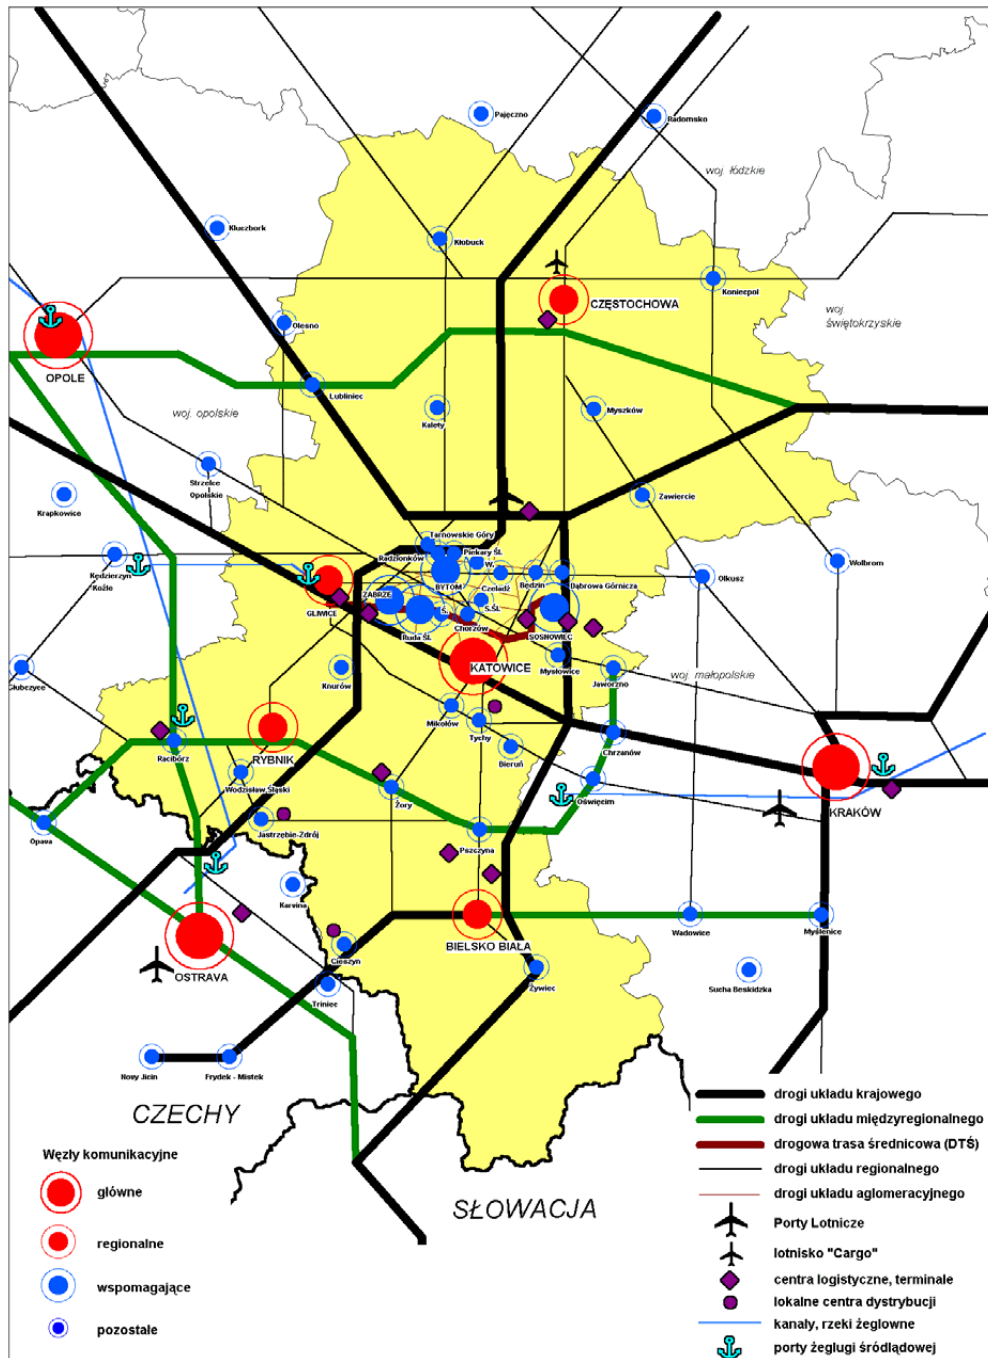 Pajęczno
Radomsko
woj. łódzkie
Kluczbork
Kłobuck
Koniecpol
CZĘSTOCHOWA
woj
świętokrzyskie
Olesno
OPOLE
Lubliniec
woj. opolskie
Kalety
Myszków
Strzelce
Opolskie
Krapkowice
Zawiercie
Tarnowskie Góry
Radzionków
Piekary Śl.
W.
Kędzierzyn
Koźle
BYTOM
Czeladź
Będzin
Dąbrowa Górnicza
Olkusz
Wolbrom
ZABRZE
GLIWICE
Ś.
S.Śl.
Ruda Śl.
Chorzów
SOSNOWIEC
KATOWICE
Mysłowice
Głubczyce
Knurów
Jaworzno
woj. małopolskie
Mikołów
Tychy
Chrzanów
Racibórz
RYBNIK
Bieruń
Wodzisław Śląski
Żory
Oświęcim
KRAKÓW
Opava
Jastrzębie-Zdrój
Pszczyna
Karvina
BIELSKO BIAŁA
Wadowice
Myślenice
OSTRAVA
Cieszyn
Żywiec
Sucha Beskidzka
Triniec
Novy Jicin
Frydek - Mistek
CZECHY
SŁOWACJA
Węzły komunikacyjne
główne
regionalne
wspomagające
pozostałe
drogi układu krajowego
drogi układu międzyregionalnego
drogowa trasa średnicowa (DTŚ)
drogi układu regionalnego
drogi układu aglomeracyjnego
Porty Lotnicze
lotnisko "Cargo"
centra logistyczne, terminale
lokalne centra dystrybucji
kanały, rzeki żeglowne
porty żeglugi śródlądowej